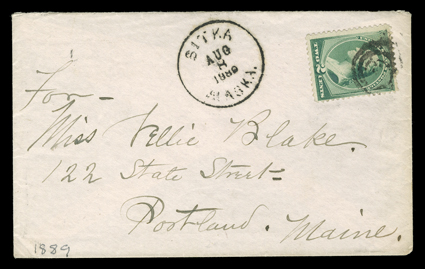 SITKA
AUG
1889
ALASKA.
For—
Miss Nellie Blake.
122 State Street—
Portland. Maine.
1889